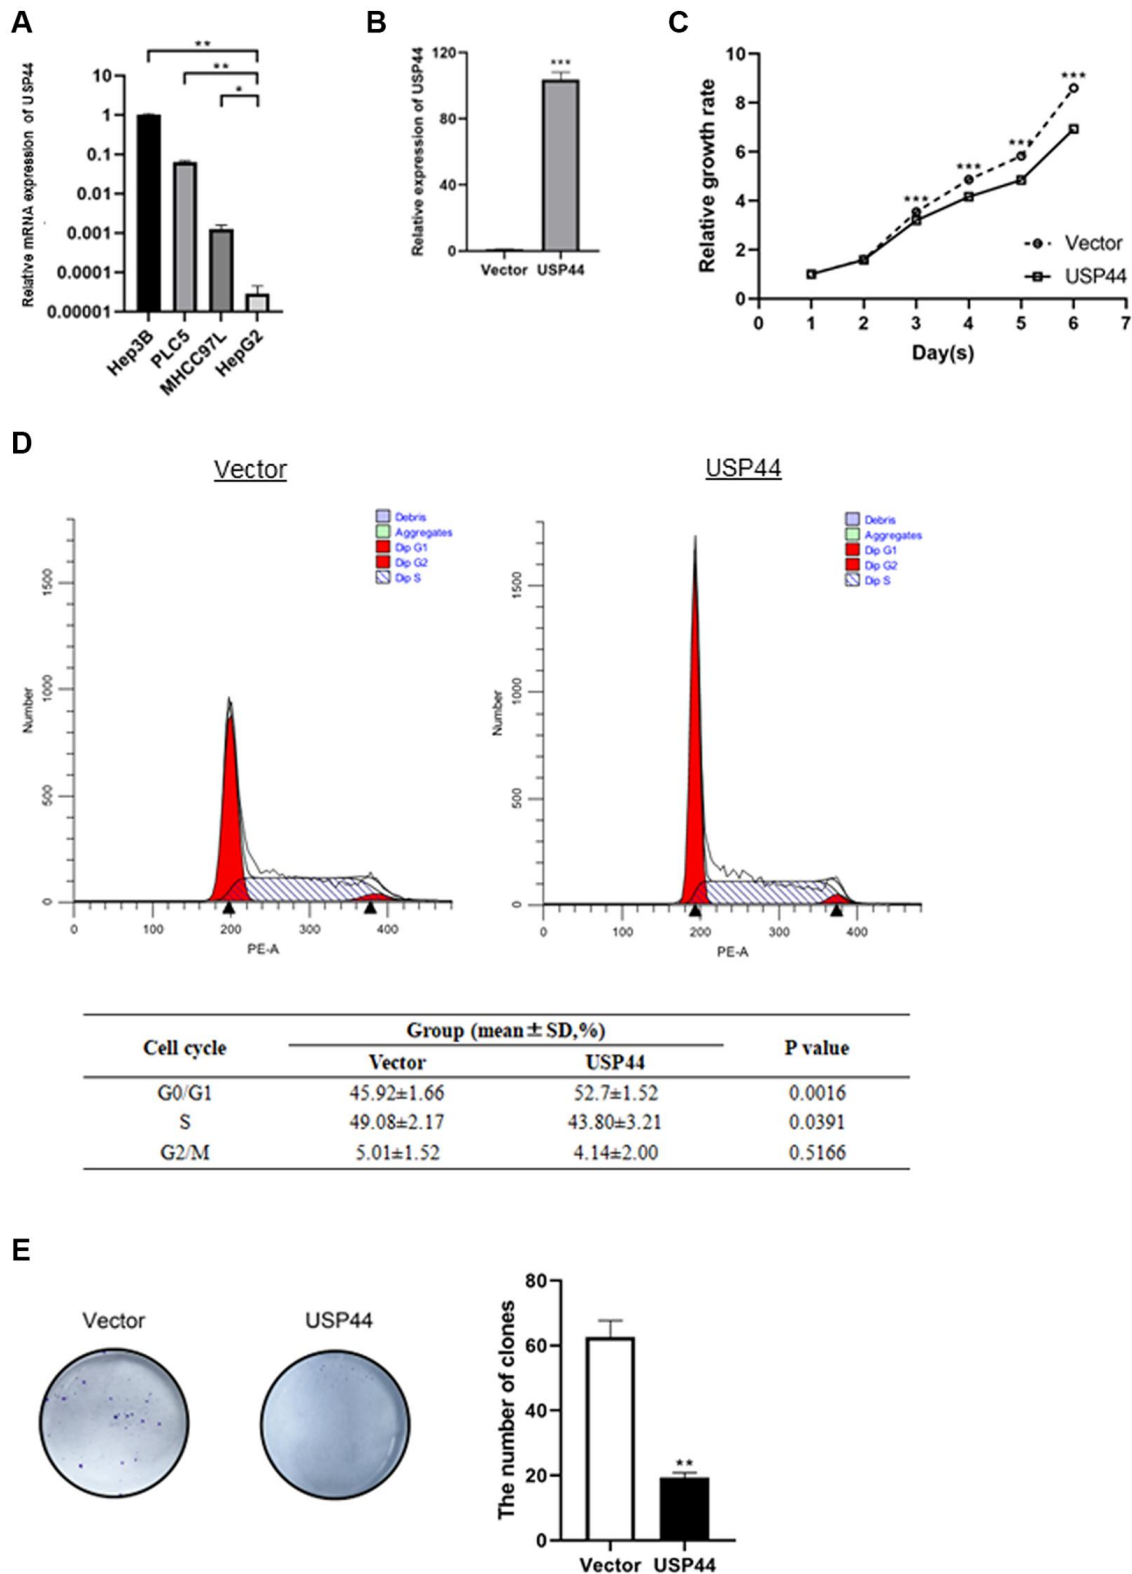 A
Relative mRNA expression of USP44
**
**
*
10
1
0.1
0.01
0.001
0.0001
0.00001
Hep3B
PLC5
MHCC97L
HepG2
B
Relative expression of USP44
***
120
80
40
0
Vector USP44
C
Relative growth rate
10
8
6
4
2
0
***
***
***
***
Vector
USP44
0 1 2 3 4 5 6 7
Day(s)
D
Vector
Debris
Aggregates
Dip G1
Dip G2
Dip S
Number
1500
1000
500
0
0 100 200 300 400
PE-A
USP44
Debris
Aggregates
Dip G1
Dip G2
Dip S
Number
1500
1000
500
0
0 100 200 300 400
PE-A
Cell cycle Group (mean±SD,%) P value
Vector USP44
G0/G1 45.92±1.66 52.7±1.52 0.0016
S 49.08±2.17 43.80±3.21 0.0391
G2/M 5.01±1.52 4.14±2.00 0.5166
E
Vector
USP44
The number of clones
80
60
40
20
0
**
Vector USP44